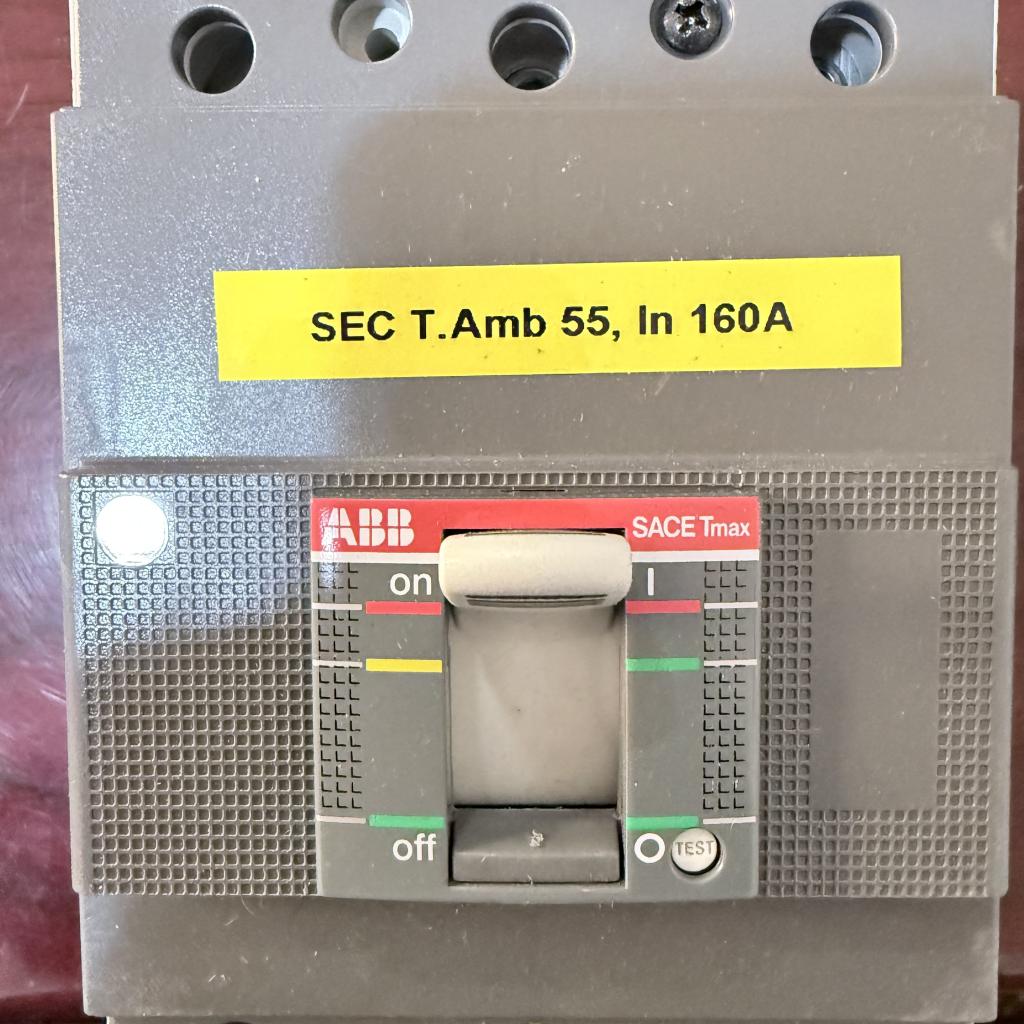 SEC T.Amb 55, In 160A
ABB SACE Tmax
on I
off O TEST